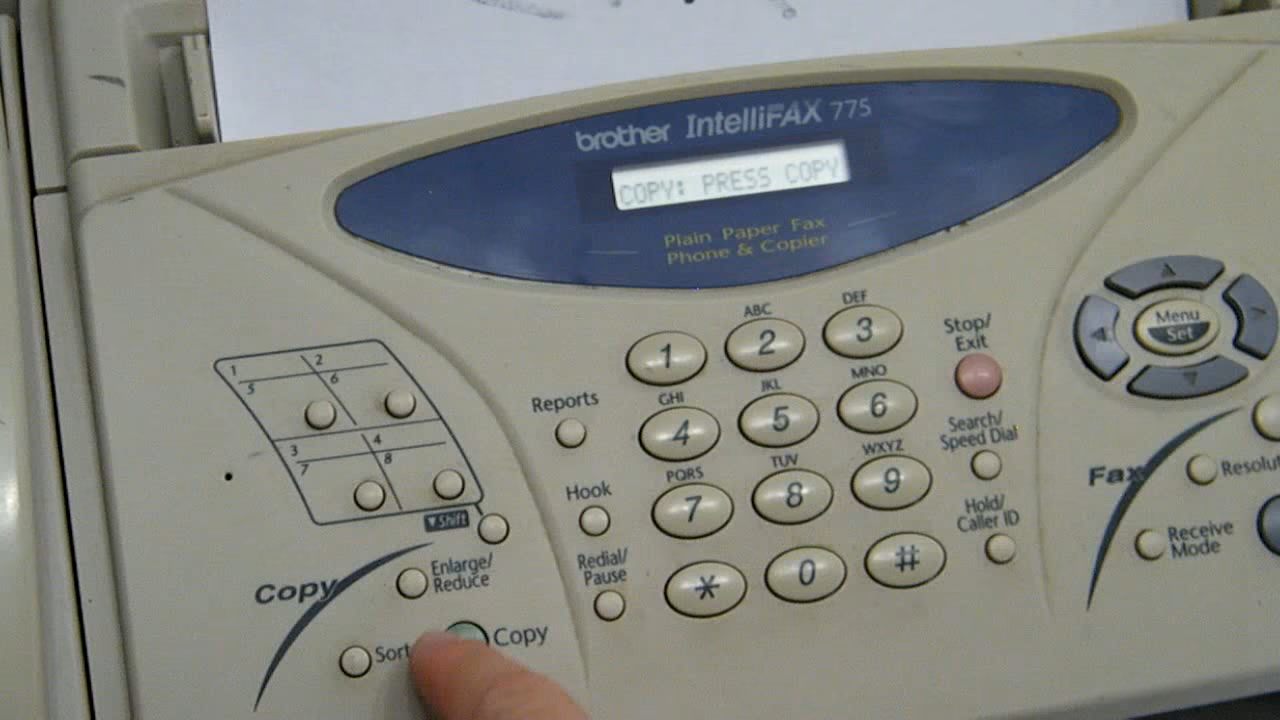 brother IntelliFAX 775
COPY: PRESS COPY
Plain Paper Fax
Phone & Copier
1 2
5 6
3 4
7 8
▼Shift
Copy
Enlarge/
Reduce
Sort
Copy
Reports
Hook
Redial/
Pause
1
ABC
2
DEF
3
GHI
4
JKL
5
MNO
6
PQRS
7
TUV
8
WXYZ
9
*
0
#
Stop/
Exit
Search/
Speed Dial
Hold/
Caller ID
Menu
Set
Fax
Resolut
Receive
Mode